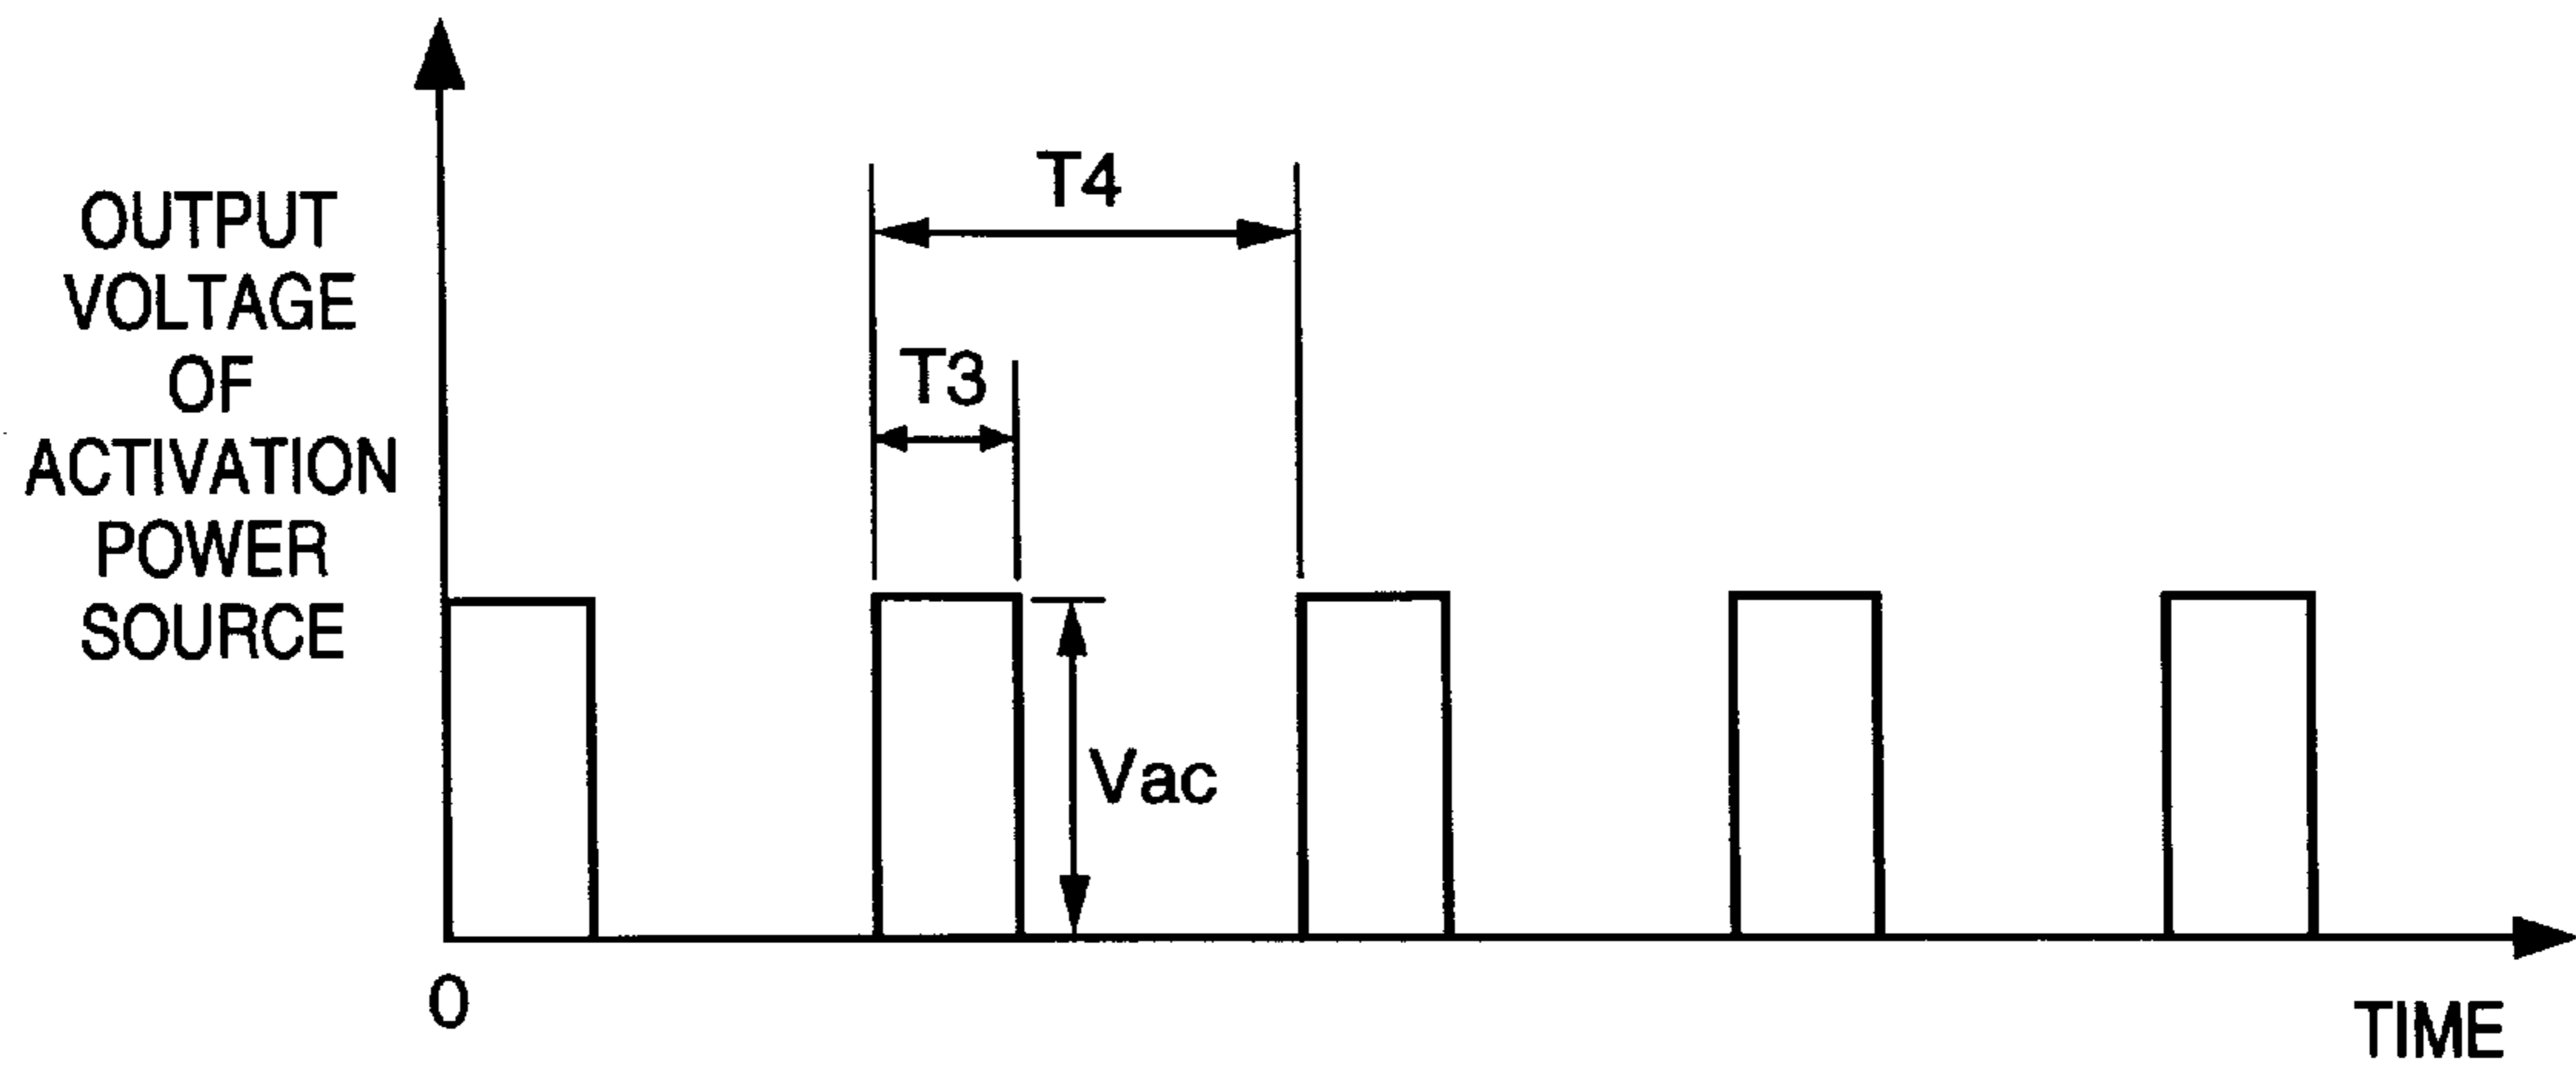 OUTPUT
VOLTAGE
OF
ACTIVATION
POWER
SOURCE
T4
T3
Vac
0
TIME